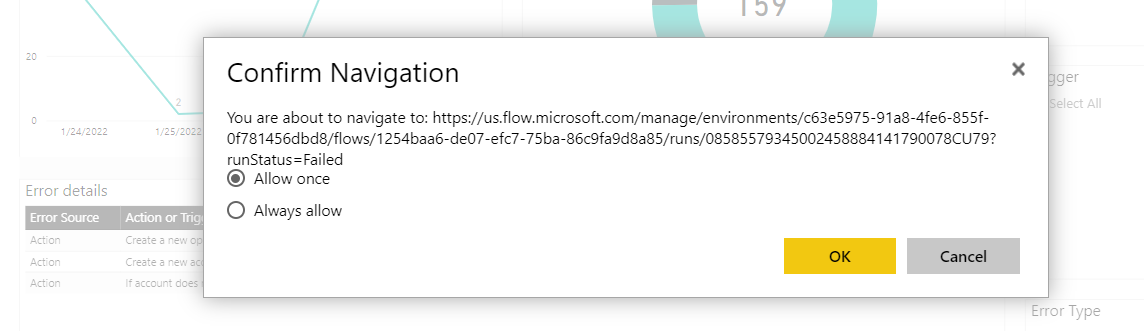 159
20
2
0
1/24/2022
1/25/2022
Confirm Navigation
You are about to navigate to: https://us.flow.microsoft.com/manage/environments/c63e5975-91a8-4fe6-855f-
0f781456dbd8/flows/1254baa6-de07-efc7-75ba-86c9fa9d8a85/runs/08585579345002458884141790078CU79?
runStatus=Failed
Allow once
Always allow
OK
Cancel
gger
Select All
Error details
Error Source Action or Trig
Action Create a new op
Action Create a new acc
Action If account does
Error Type